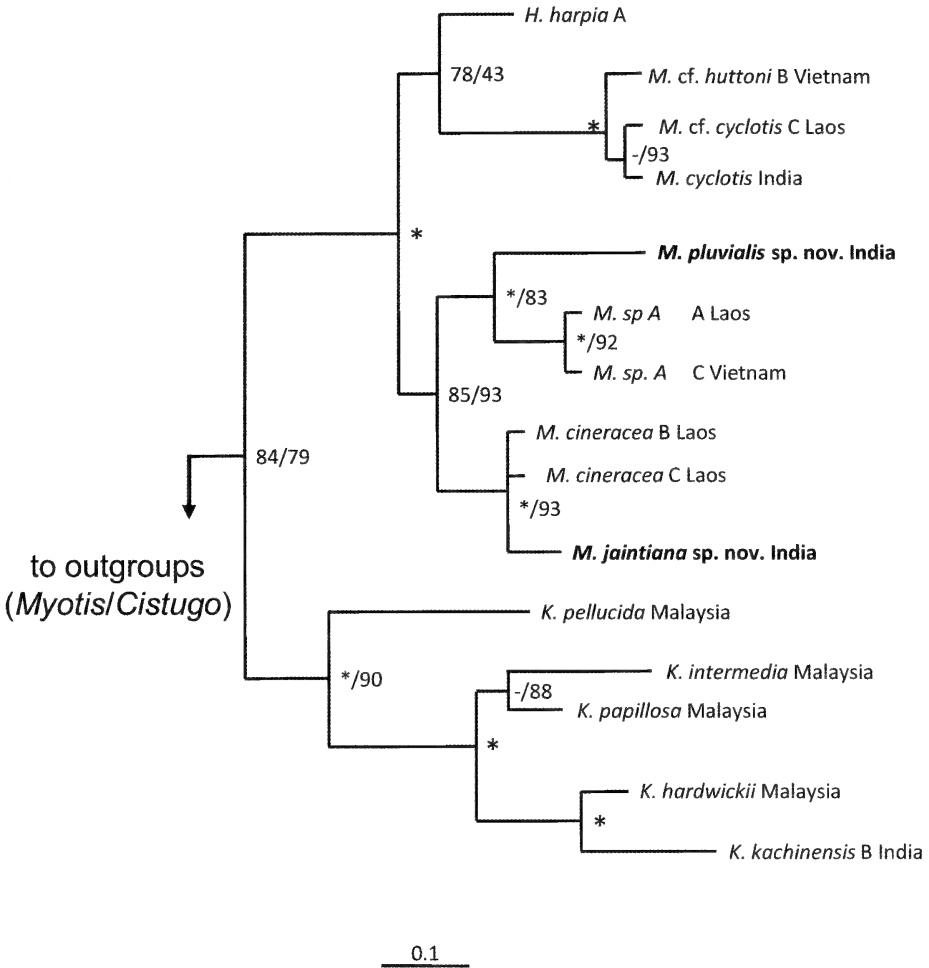 H. harpia A
78/43
M. cf. huttoni B Vietnam
*
M. cf. cyclotis C Laos
-/93
M. cyclotis India
*
M. pluvialis sp. nov. India
*/83
M. sp A A Laos
*/92
M. sp. A C Vietnam
85/93
M. cineracea B Laos
84/79
M. cineracea C Laos
*/93
M. jaintiana sp. nov. India
to outgroups
(Myotis/Cistugo)
K. pellucida Malaysia
*/90
K. intermedia Malaysia
-/88
K. papillosa Malaysia
*
K. hardwickii Malaysia
*
K. kachinensis B India
0.1